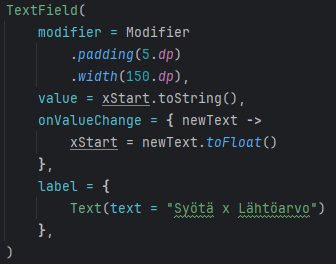 TextField(
    modifier = Modifier
        .padding(5.dp)
        .width(150.dp),
    value = xStart.toString(),
    onValueChange = { newText ->
        xStart = newText.toFloat()
    },
    label = {
        Text(text = "Syötä x Lähtöarvo")
    },
)